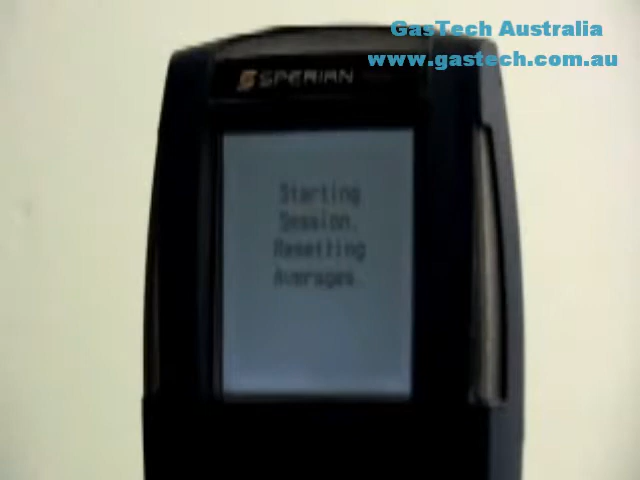 GasTech Australia
www.gastech.com.au
SPERIAN
Starting
Session.
Resetting
Averages.